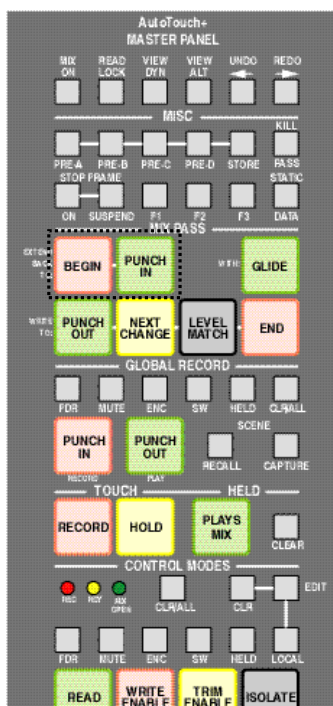 AutoTouch+
MASTER PANEL
MIX ON READ LOCK VIEW DYN VIEW ALT UNDO REDO
MISC KILL
PRE-A PRE-B PRE-C PRE-D STORE PASS
STOP FRAME STATIC
ON SUSPEND F1 F2 F3 DATA
MIX PASS
BEGIN PUNCH IN WITH: GLIDE
WRITE TO: PUNCH OUT NEXT CHANGE LEVEL MATCH END
GLOBAL RECORD
FDR MUTE ENC SW HELD CLR/ALL
SCENE
PUNCH IN PUNCH OUT
RECORD PLAY RECALL CAPTURE
TOUCH HELD
RECORD HOLD PLAYS MIX CLEAR
CONTROL MODES
EDIT
REC RDY MIX OPEN CLR/ALL CLR
FDR MUTE ENC SW HELD LOCAL
READ WRITE ENABLE TRIM ENABLE ISOLATE